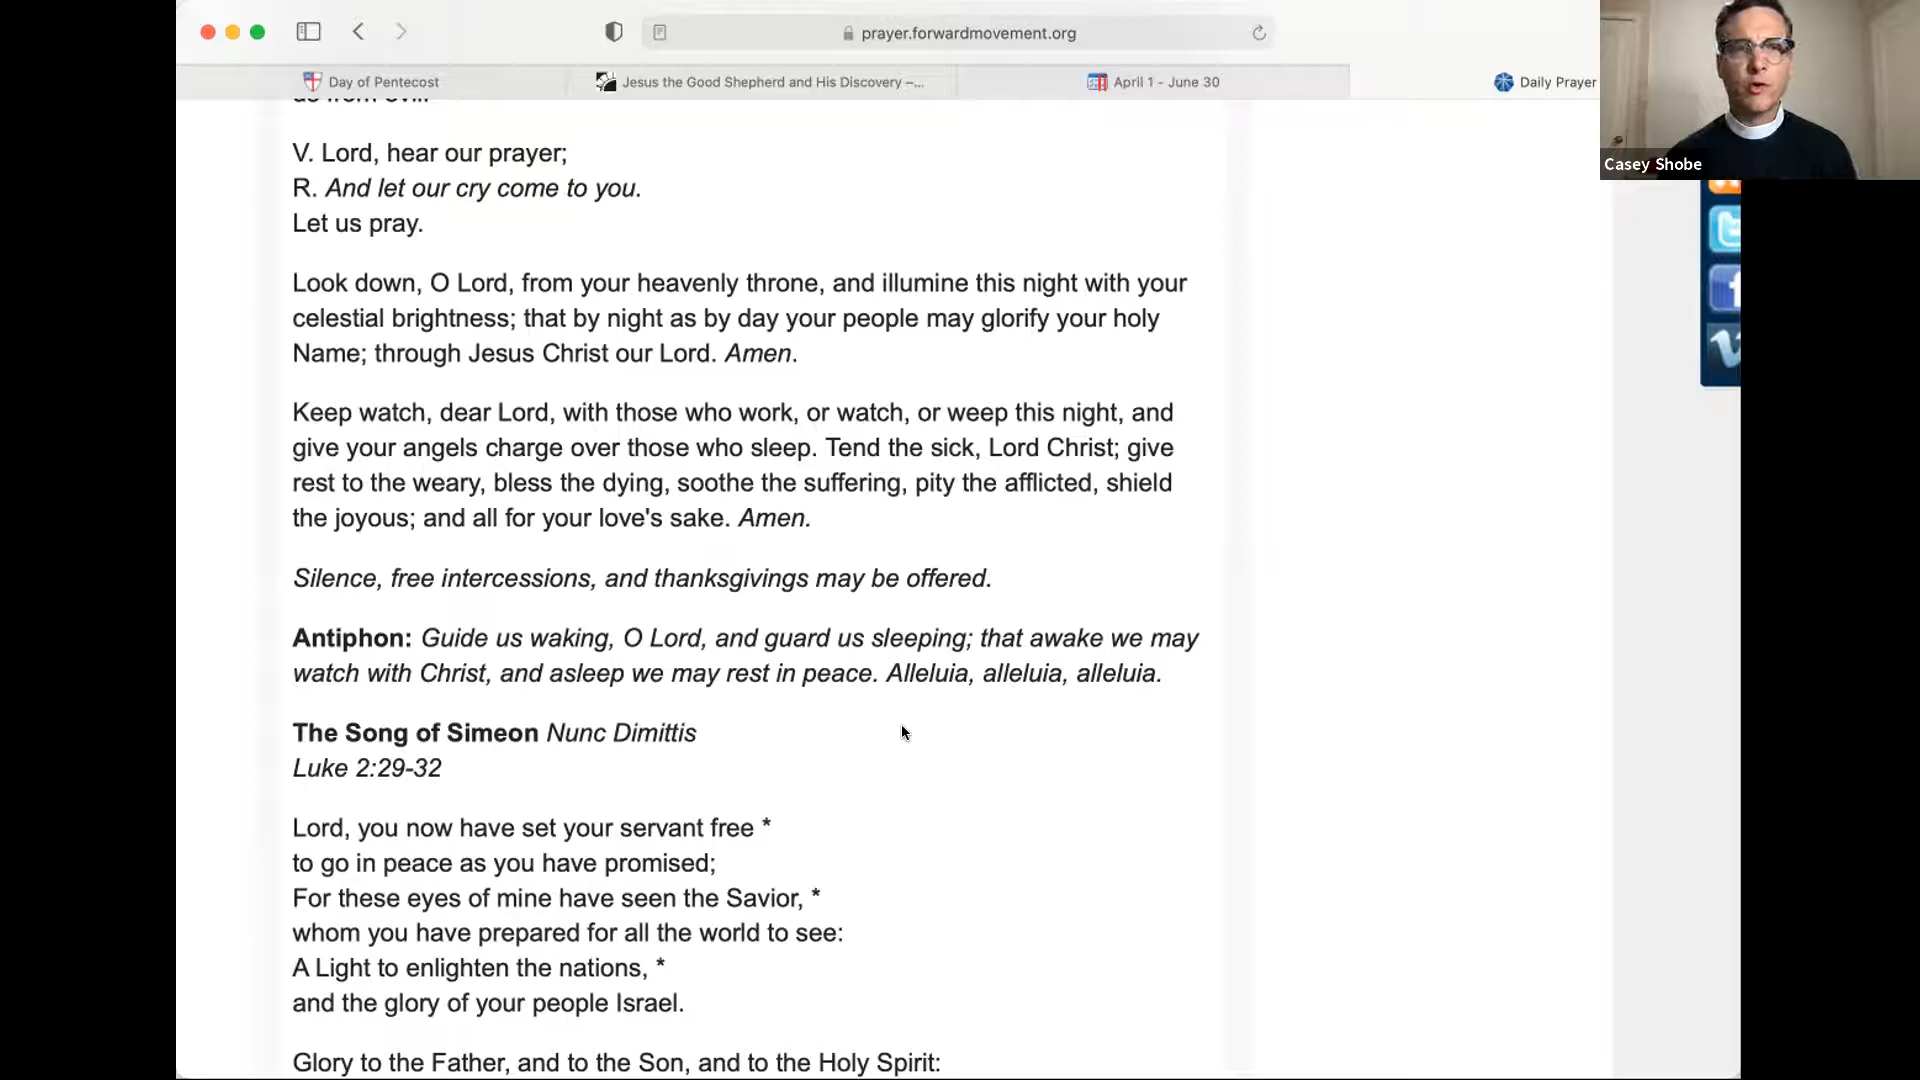 prayer.forwardmovement.org
Day of Pentecost
Jesus the Good Shepherd and His Discovery –...
April 1 - June 30
Daily Prayer
Casey Shobe
us from evil.
V. Lord, hear our prayer;
R. And let our cry come to you.
Let us pray.
Look down, O Lord, from your heavenly throne, and illumine this night with your
celestial brightness; that by night as by day your people may glorify your holy
Name; through Jesus Christ our Lord. Amen.
Keep watch, dear Lord, with those who work, or watch, or weep this night, and
give your angels charge over those who sleep. Tend the sick, Lord Christ; give
rest to the weary, bless the dying, soothe the suffering, pity the afflicted, shield
the joyous; and all for your love's sake. Amen.
Silence, free intercessions, and thanksgivings may be offered.
Antiphon: Guide us waking, O Lord, and guard us sleeping; that awake we may
watch with Christ, and asleep we may rest in peace. Alleluia, alleluia, alleluia.
The Song of Simeon Nunc Dimittis
Luke 2:29-32
Lord, you now have set your servant free *
to go in peace as you have promised;
For these eyes of mine have seen the Savior, *
whom you have prepared for all the world to see:
A Light to enlighten the nations, *
and the glory of your people Israel.
Glory to the Father, and to the Son, and to the Holy Spirit: